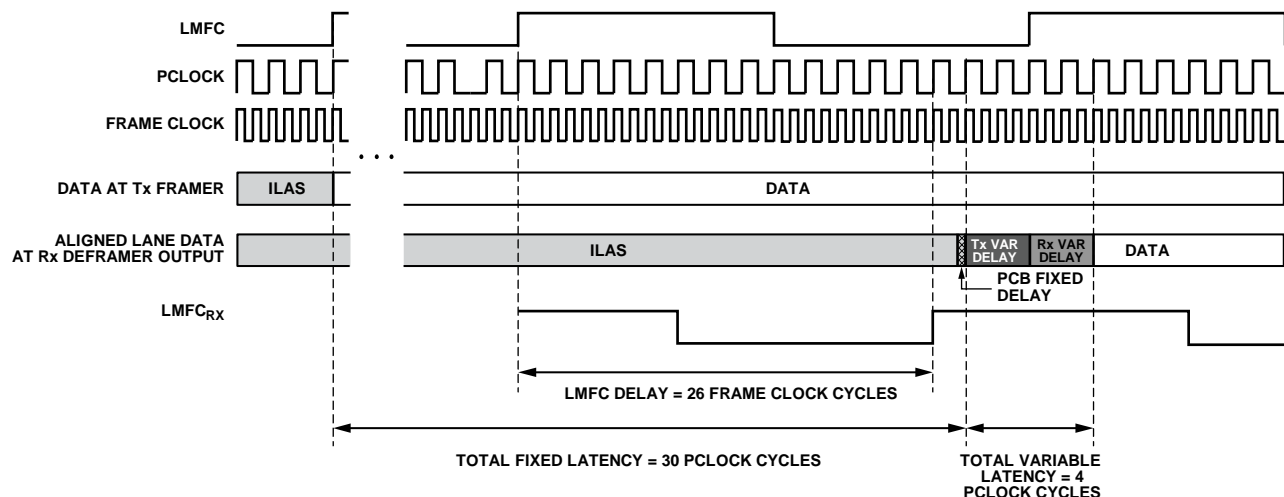 LMFC
PCLOCK
FRAME CLOCK
...
DATA AT Tx FRAMER
ILAS
DATA
ALIGNED LANE DATA
AT Rx DEFRAMER OUTPUT
ILAS
Tx VAR
DELAY
Rx VAR
DELAY
DATA
PCB FIXED
DELAY
LMFCRX
LMFC DELAY = 26 FRAME CLOCK CYCLES
TOTAL FIXED LATENCY = 30 PCLOCK CYCLES
TOTAL VARIABLE
LATENCY = 4
PCLOCK CYCLES